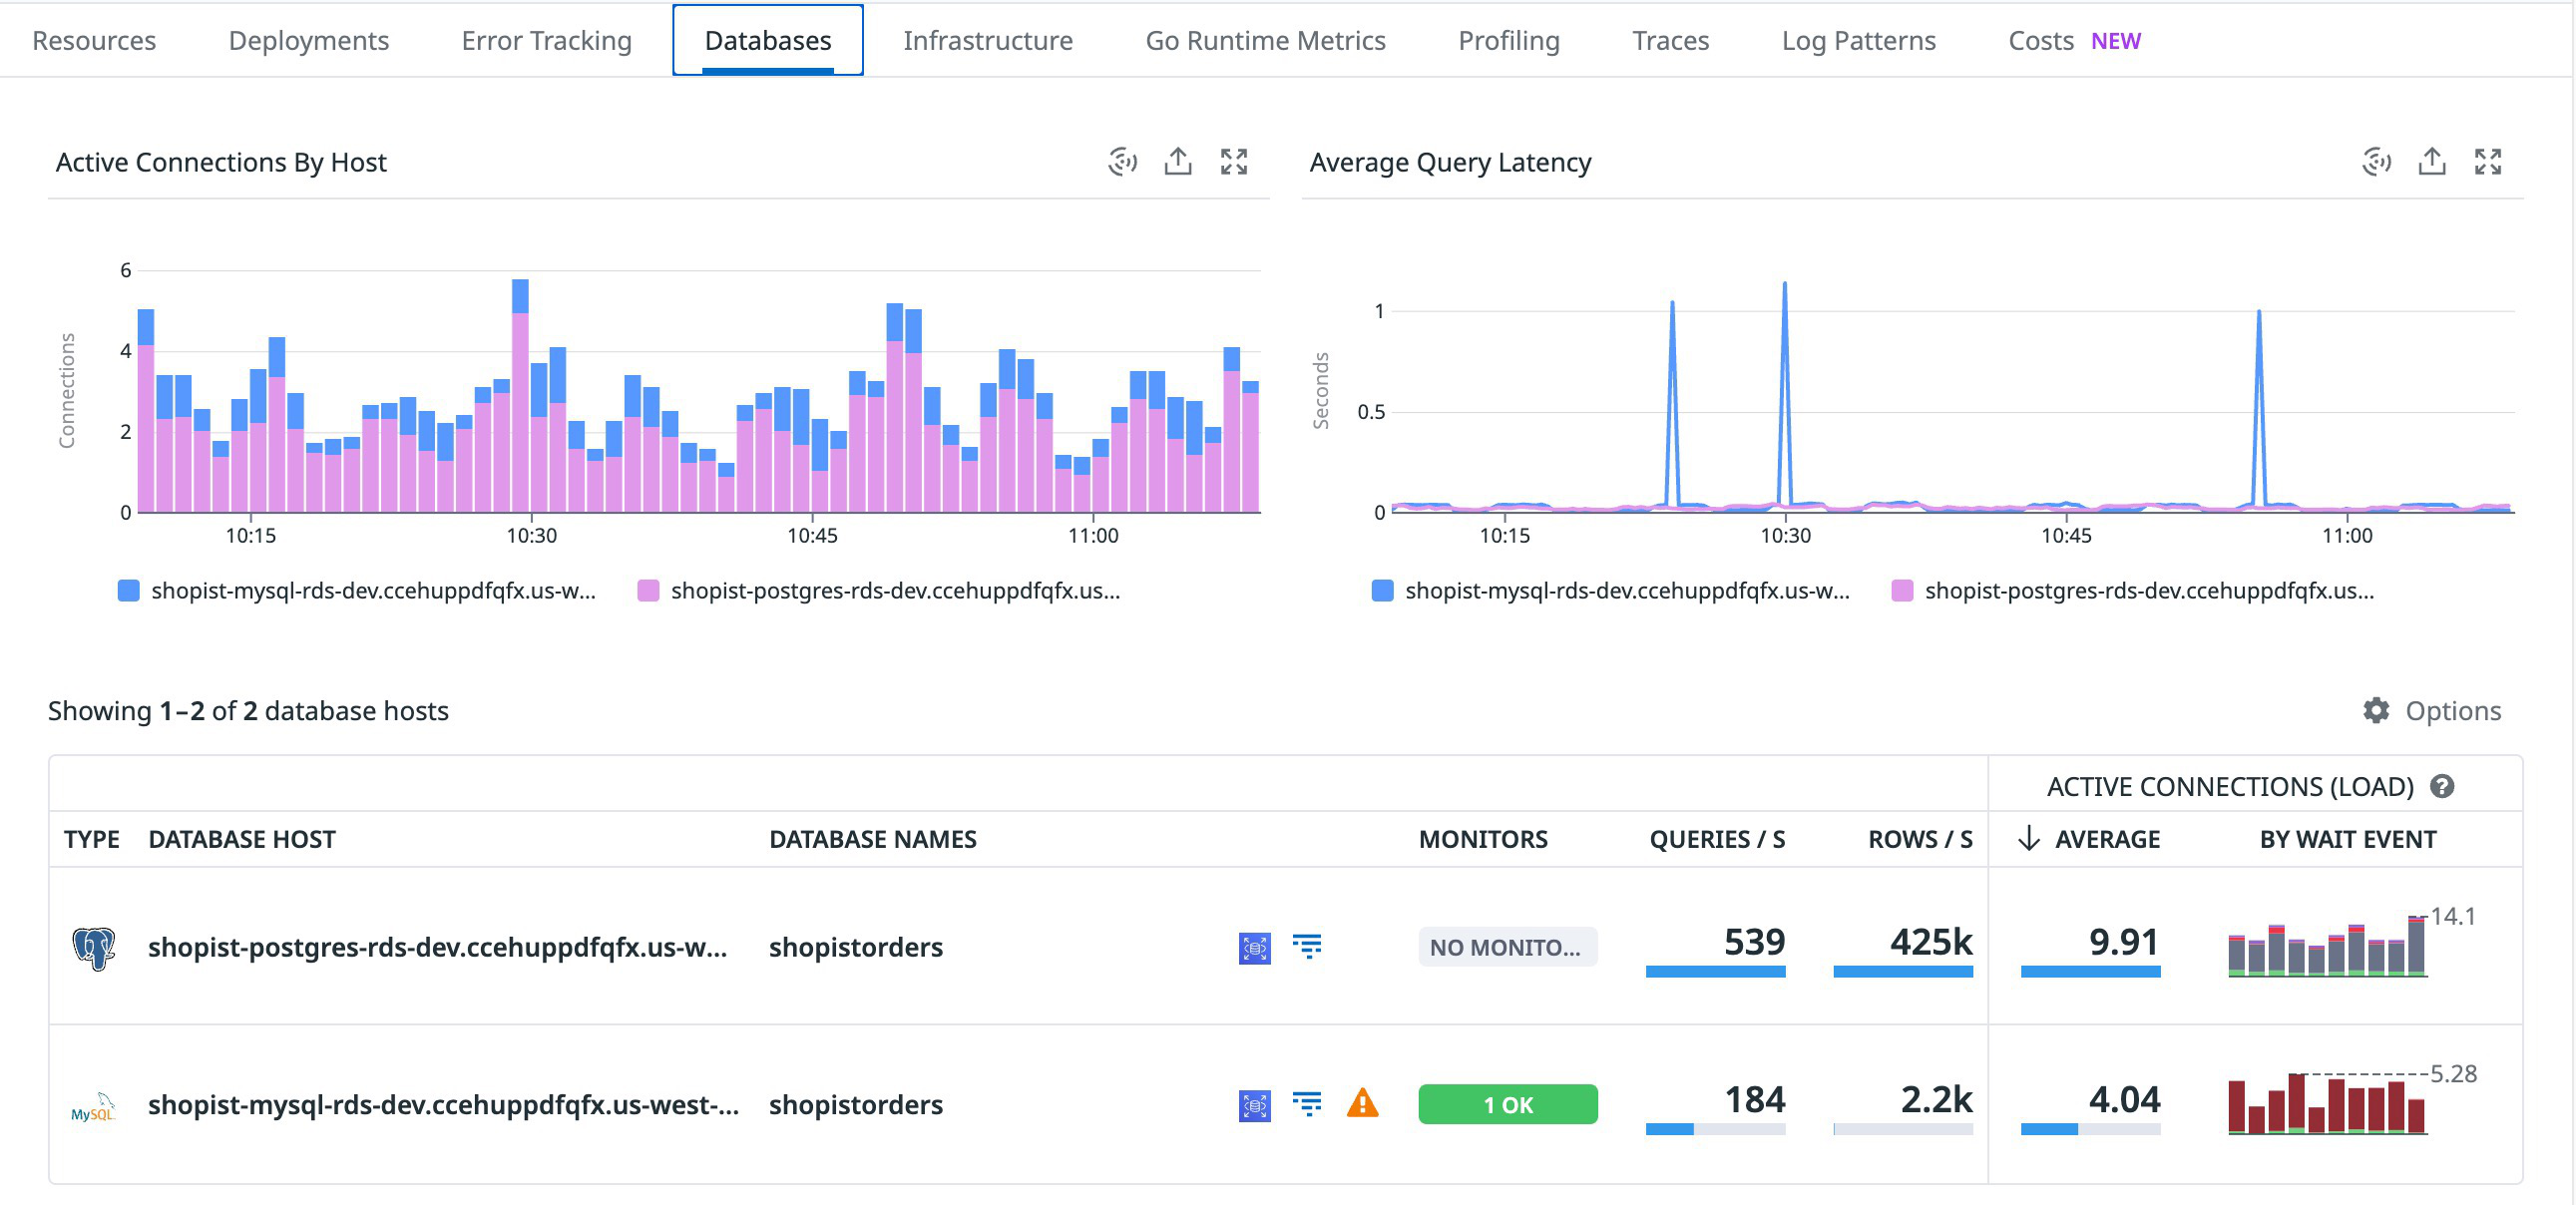 Resources Deployments Error Tracking Databases Infrastructure Go Runtime Metrics Profiling Traces Log Patterns Costs NEW
Active Connections By Host
6
4
2
0
Connections
10:15 10:30 10:45 11:00
shopist-mysql-rds-dev.ccehuppdfqfx.us-w... shopist-postgres-rds-dev.ccehuppdfqfx.us...
Average Query Latency
1
0.5
0
Seconds
10:15 10:30 10:45 11:00
shopist-mysql-rds-dev.ccehuppdfqfx.us-w... shopist-postgres-rds-dev.ccehuppdfqfx.us...
Showing 1–2 of 2 database hosts
Options
ACTIVE CONNECTIONS (LOAD) ?
TYPE DATABASE HOST DATABASE NAMES MONITORS QUERIES / S ROWS / S AVERAGE BY WAIT EVENT
shopist-postgres-rds-dev.ccehuppdfqfx.us-w... shopistorders NO MONITO... 539 425k 9.91 14.1
MySQL shopist-mysql-rds-dev.ccehuppdfqfx.us-west-... shopistorders 1 OK 184 2.2k 4.04 5.28